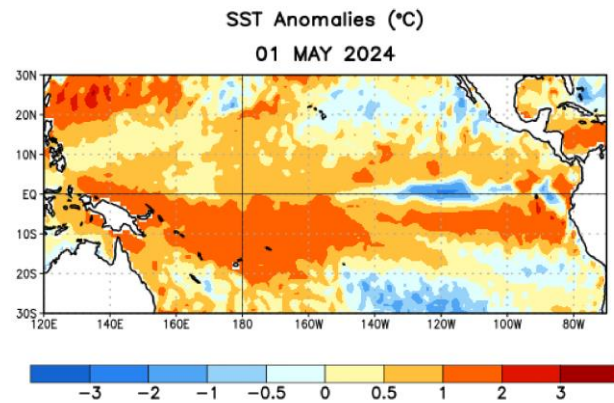 SST Anomalies (°C)
01 MAY 2024
30N
20N
10N
EQ
10S
20S
30S
120E 140E 160E 180 160W 140W 120W 100W 80W
-3 -2 -1 -0.5 0 0.5 1 2 3